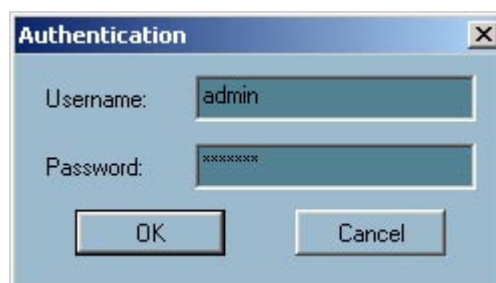 Authentication
Username: admin
Password: *******
OK Cancel